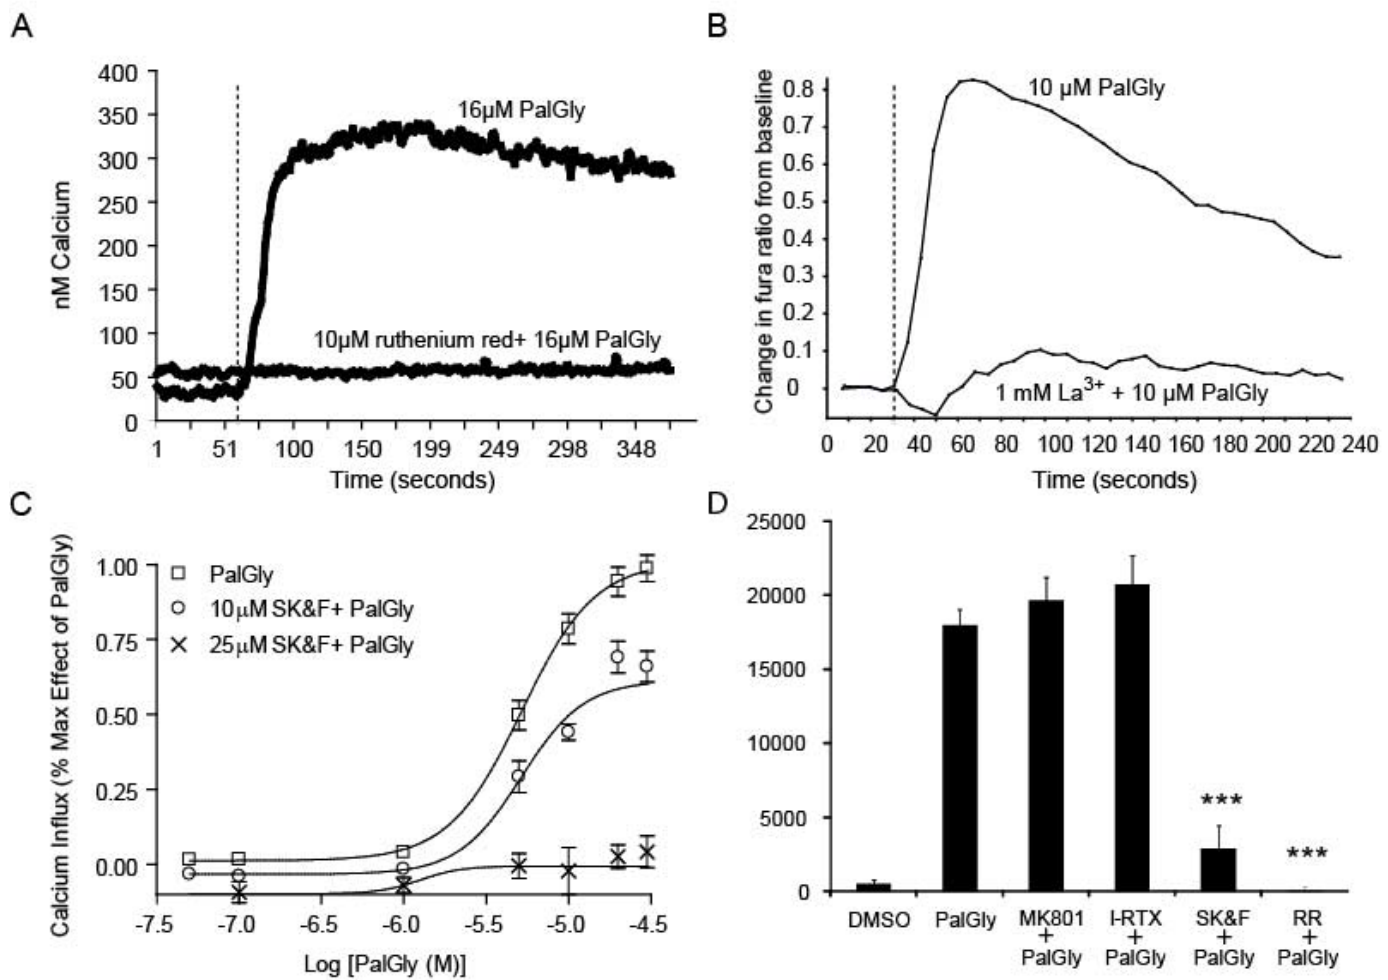 A
400
350
300
250
200
150
100
50
0
nM Calcium
16µM PalGly
10µM ruthenium red+ 16µM PalGly
1 51 100 150 199 249 298 348
Time (seconds)
B
0.8
0.7
0.6
0.5
0.4
0.3
0.2
0.1
0
Change in fura ratio from baseline
10 µM PalGly
1 mM La³⁺ + 10 µM PalGly
0 20 40 60 80 100 120 140 160 180 200 220 240
Time (seconds)
C
Calcium Influx (% Max Effect of PalGly)
1.00
0.75
0.50
0.25
0.00
PalGly
10µM SK&F+ PalGly
25µM SK&F+ PalGly
-7.5 -7.0 -6.5 -6.0 -5.5 -5.0 -4.5
Log [PalGly (M)]
D
25000
20000
15000
10000
5000
0
***
***
DMSO
PalGly
MK801
+
PalGly
I-RTX
+
PalGly
SK&F
+
PalGly
RR
+
PalGly